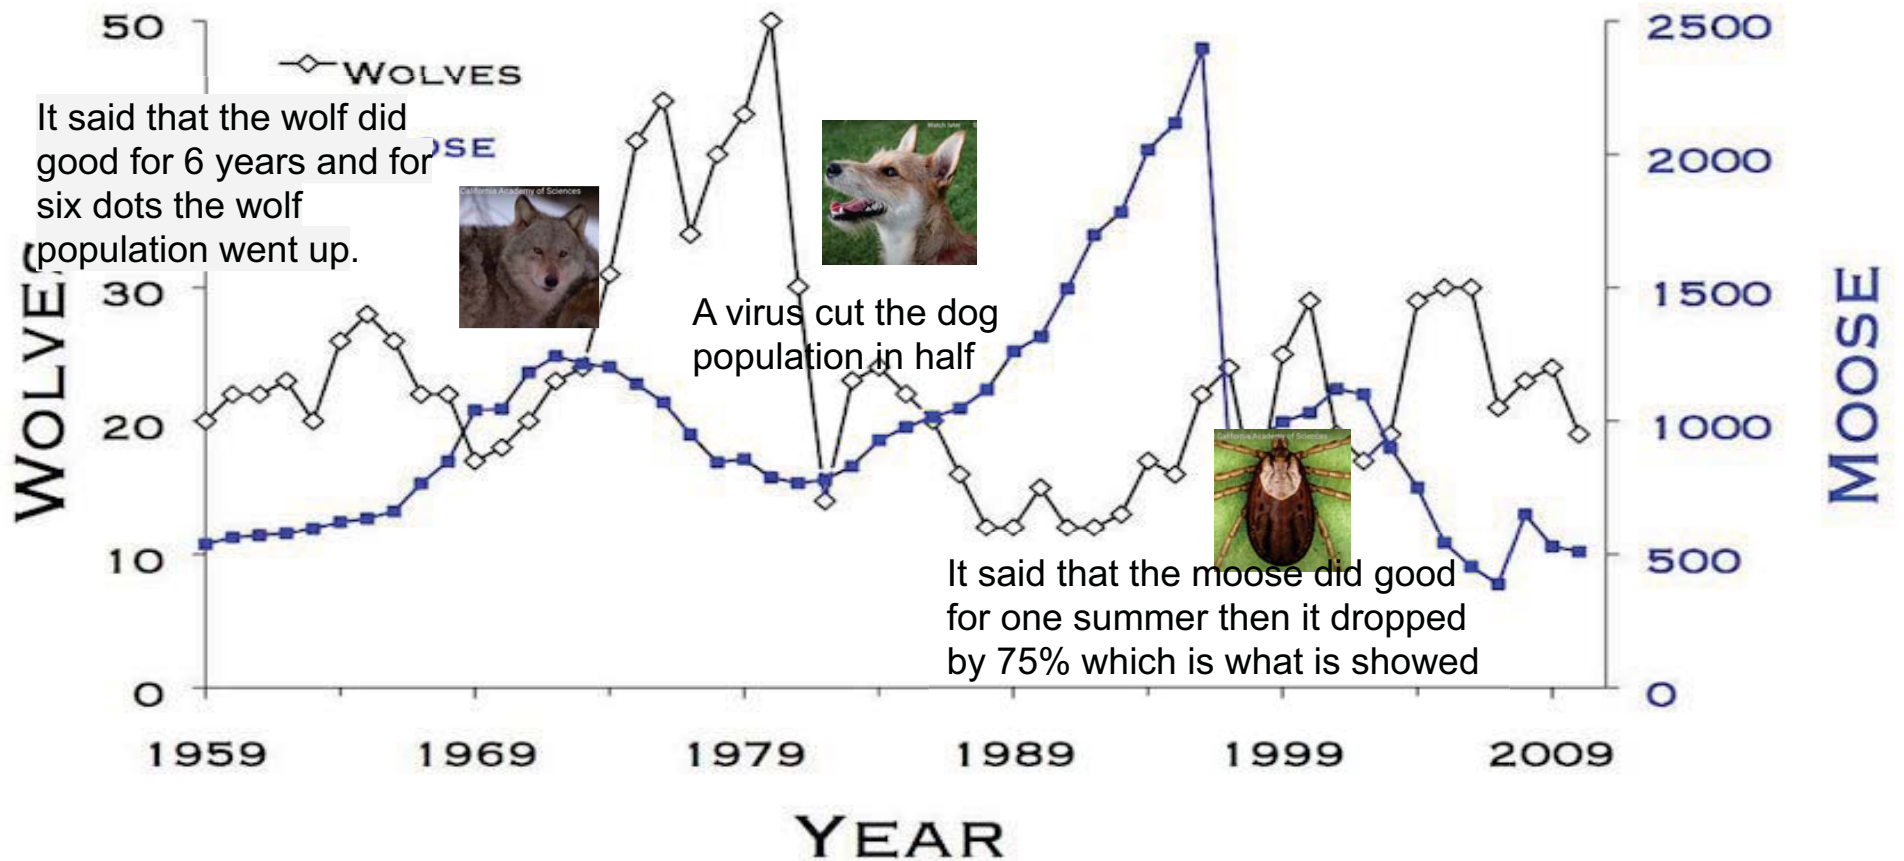 50
2500
WOLVES
It said that the wolf did
good for 6 years and for
six dots the wolf
population went up.
OSE
California Academy of Sciences
2000
A virus cut the dog
population in half
WOLVES
30
1500
MOOSE
20
1000
California Academy of Sciences
10
500
It said that the moose did good
for one summer then it dropped
by 75% which is what is showed
0
0
1959 1969 1979 1989 1999 2009
YEAR